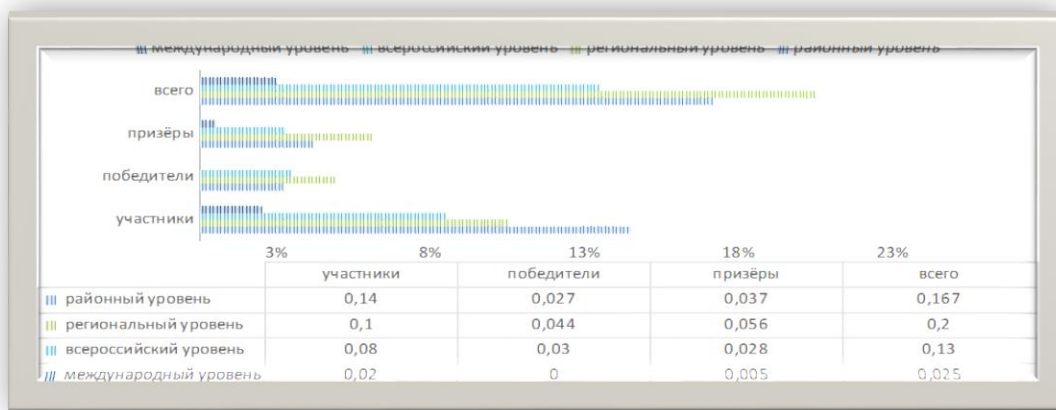 международный уровень всероссийский уровень региональный уровень районный уровень
всего
призёры
победители
участники
3% 8% 13% 18% 23%
участники победители призёры всего
районный уровень 0,14 0,027 0,037 0,167
региональный уровень 0,1 0,044 0,056 0,2
всероссийский уровень 0,08 0,03 0,028 0,13
международный уровень 0,02 0 0,005 0,025